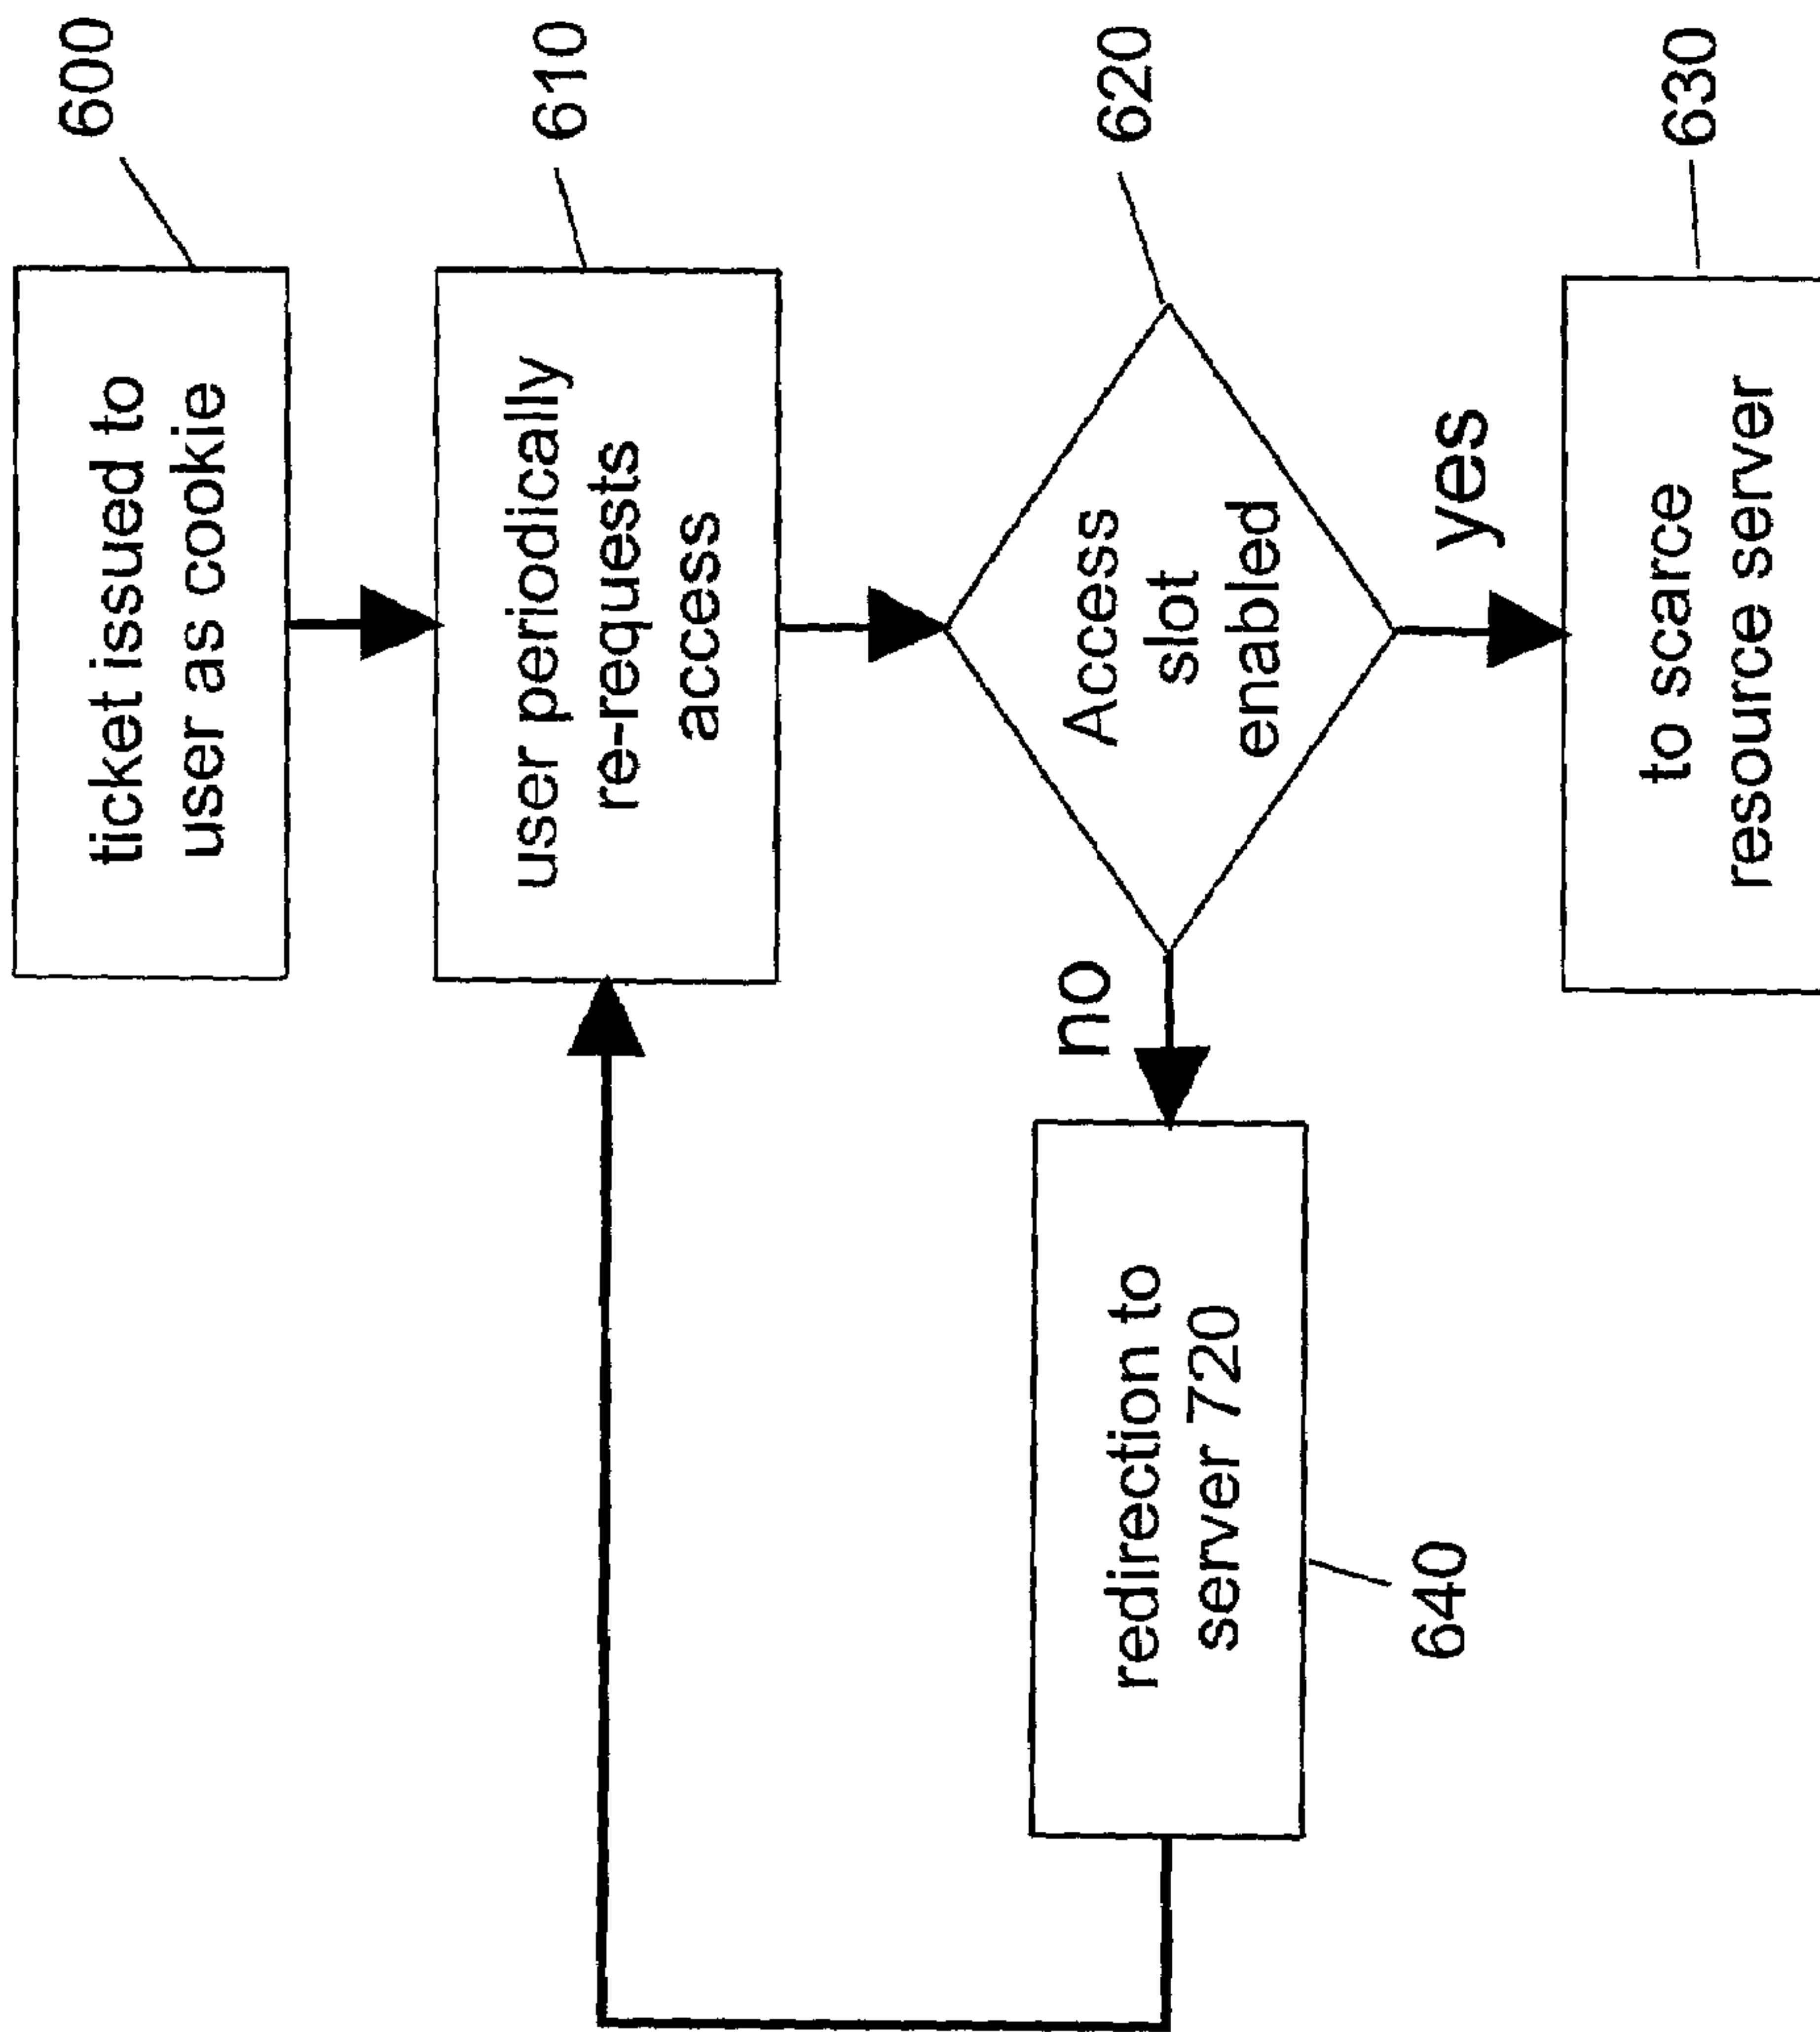 ticket issued to
user as cookie
600
user periodically
re-requests
access
610
Access
slot
enabled
620
no
yes
redirection to
server 720
640
to scarce
resource server
630